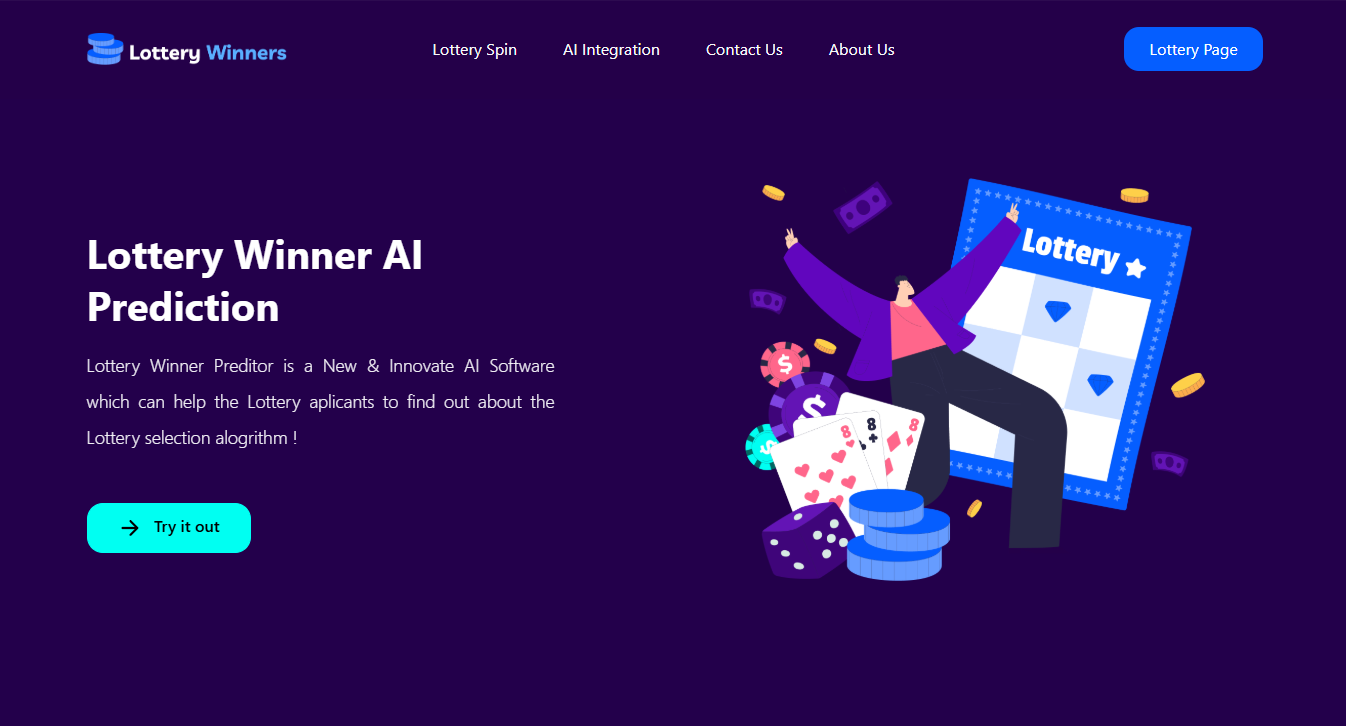 Lottery Winners
Lottery Spin
AI Integration
Contact Us
About Us
Lottery Page
Lottery Winner AI
Prediction
Lottery Winner Preditor is a New & Innovate AI Software
which can help the Lottery aplicants to find out about the
Lottery selection alogrithm !
Try it out
Lottery
$
$
$
8
8
8